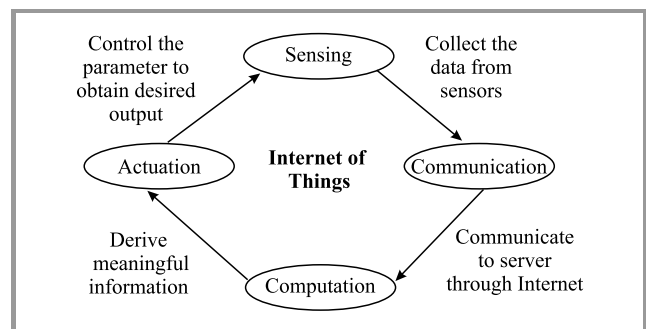 Control the
parameter to
obtain desired
output
Sensing
Collect the
data from
sensors
Actuation
Internet of
Things
Communication
Derive
meaningful
information
Computation
Communicate
to server
through Internet